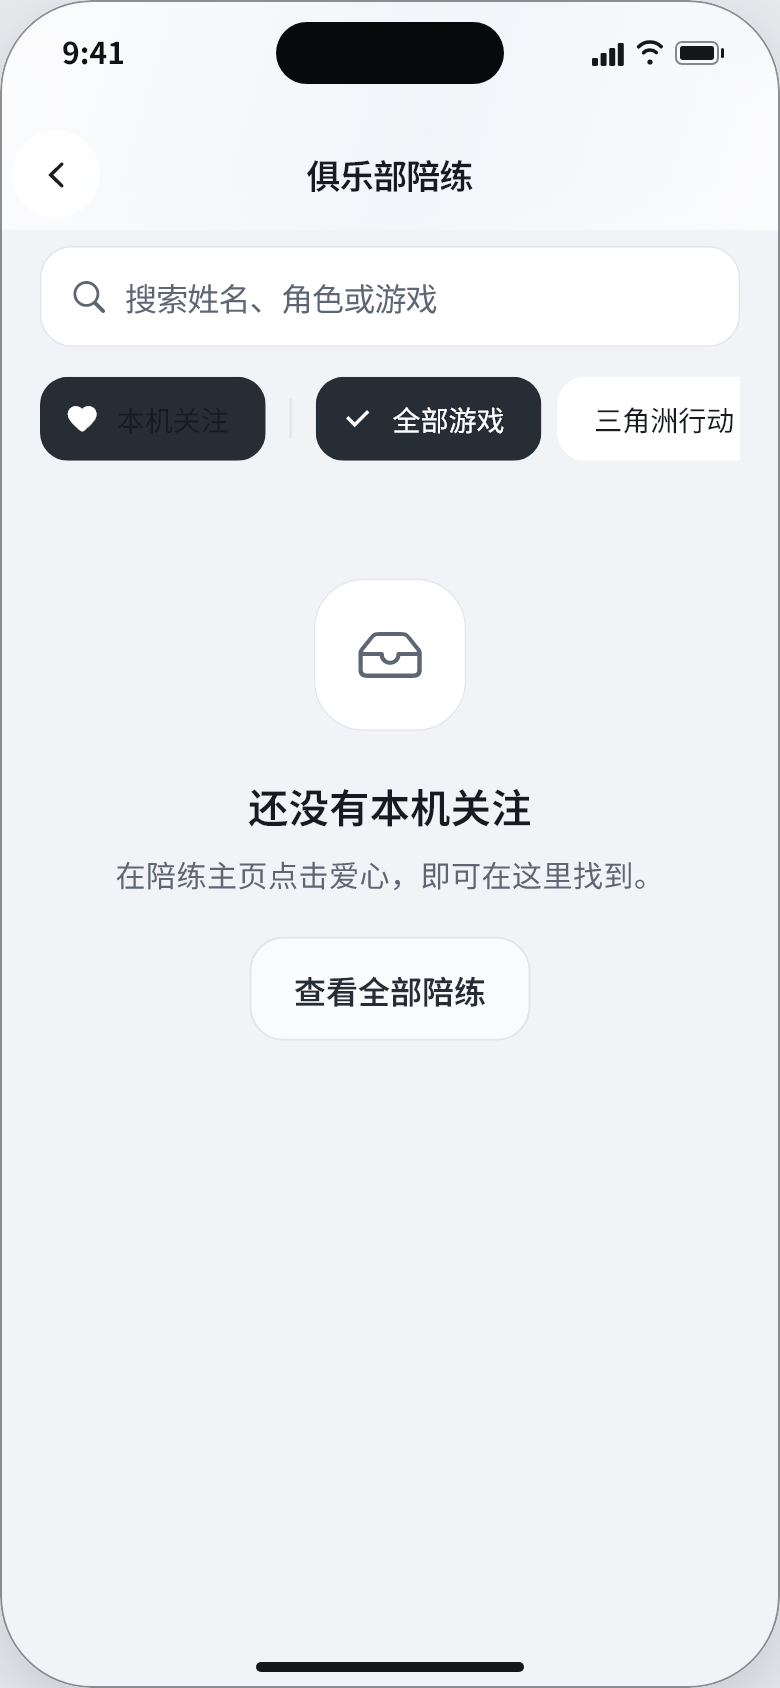 9:41
俱乐部陪练
搜索姓名、角色或游戏
本机关注
全部游戏
三角洲行动
还没有本机关注
在陪练主页点击爱心，即可在这里找到。
查看全部陪练